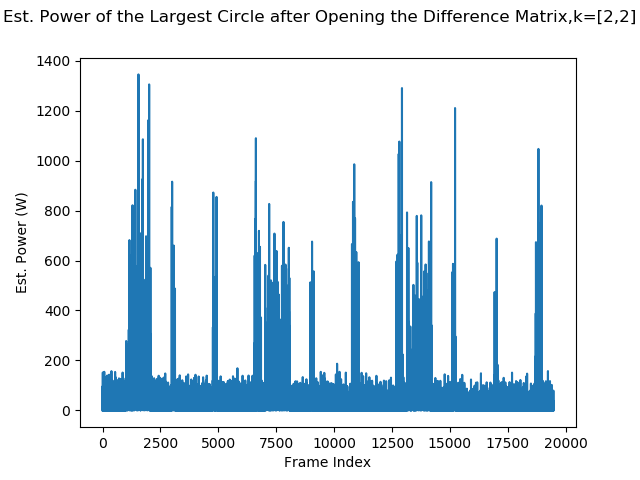 Est. Power of the Largest Circle after Opening the Difference Matrix,k=[2,2]
1400
1200
1000
800
600
400
200
0
Est. Power (W)
0 2500 5000 7500 10000 12500 15000 17500 20000
Frame Index